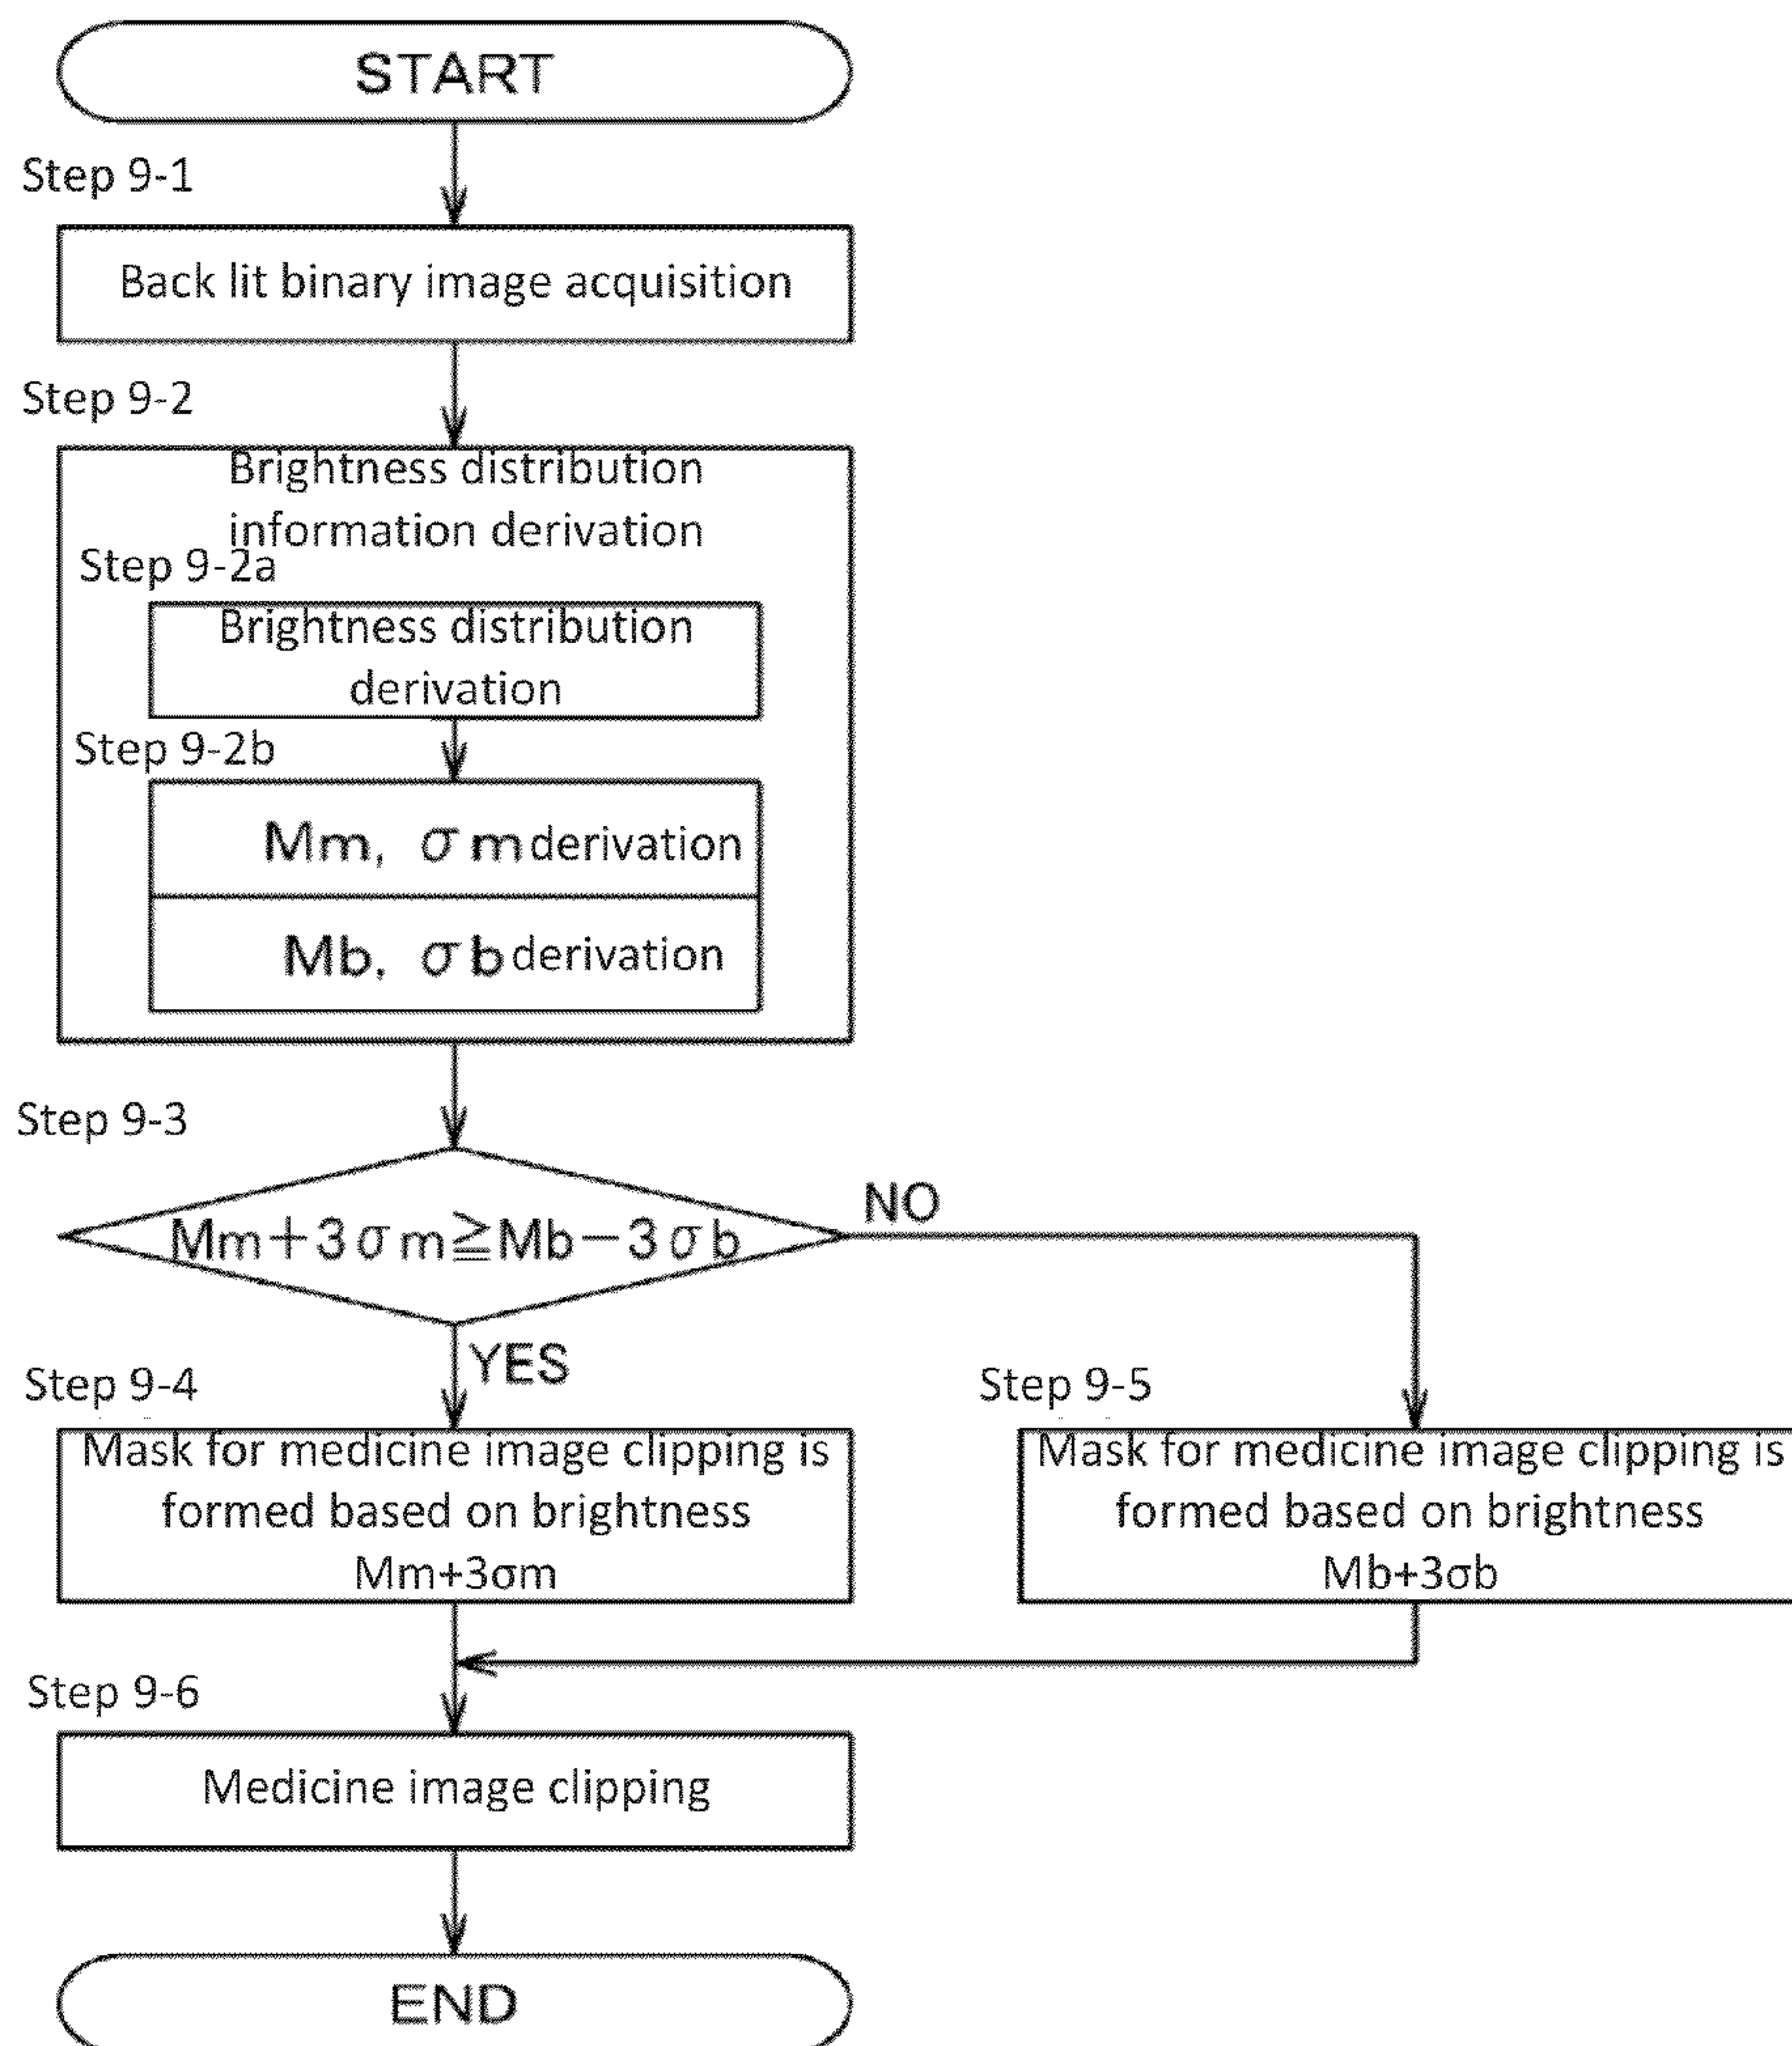 START
Step 9-1
Back lit binary image acquisition
Step 9-2
Brightness distribution
information derivation
Step 9-2a
Brightness distribution
derivation
Step 9-2b
Mm, σm derivation
Mb, σb derivation
Step 9-3
Mm+3σm≧Mb−3σb
NO
YES
Step 9-4
Mask for medicine image clipping is
formed based on brightness
Mm+3σm
Step 9-5
Mask for medicine image clipping is
formed based on brightness
Mb+3σb
Step 9-6
Medicine image clipping
END